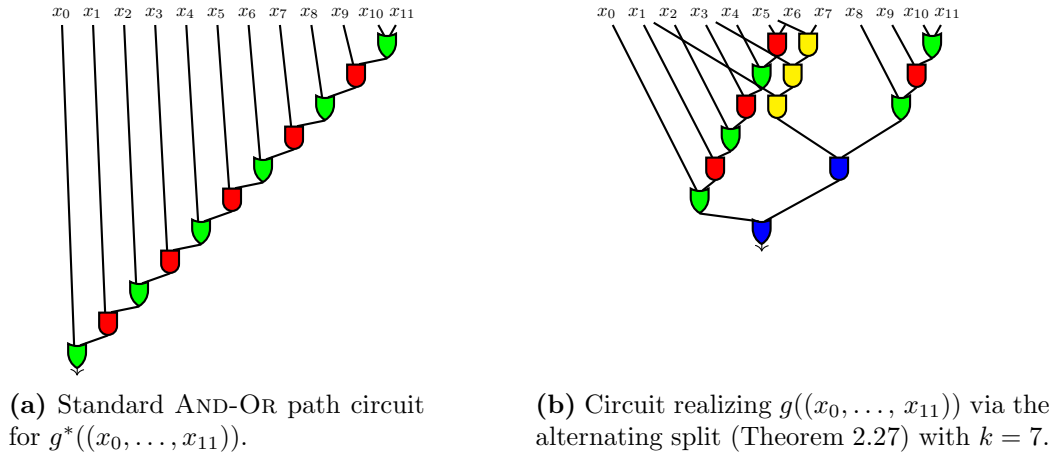 x₀ x₁ x₂ x₃ x₄ x₅ x₆ x₇ x₈ x₉ x₁₀ x₁₁
x₀ x₁ x₂ x₃ x₄ x₅ x₆ x₇ x₈ x₉ x₁₀ x₁₁
(a) Standard AND-OR path circuit
for g*((x₀, . . . , x₁₁)).
(b) Circuit realizing g((x₀, . . . , x₁₁)) via the
alternating split (Theorem 2.27) with k = 7.